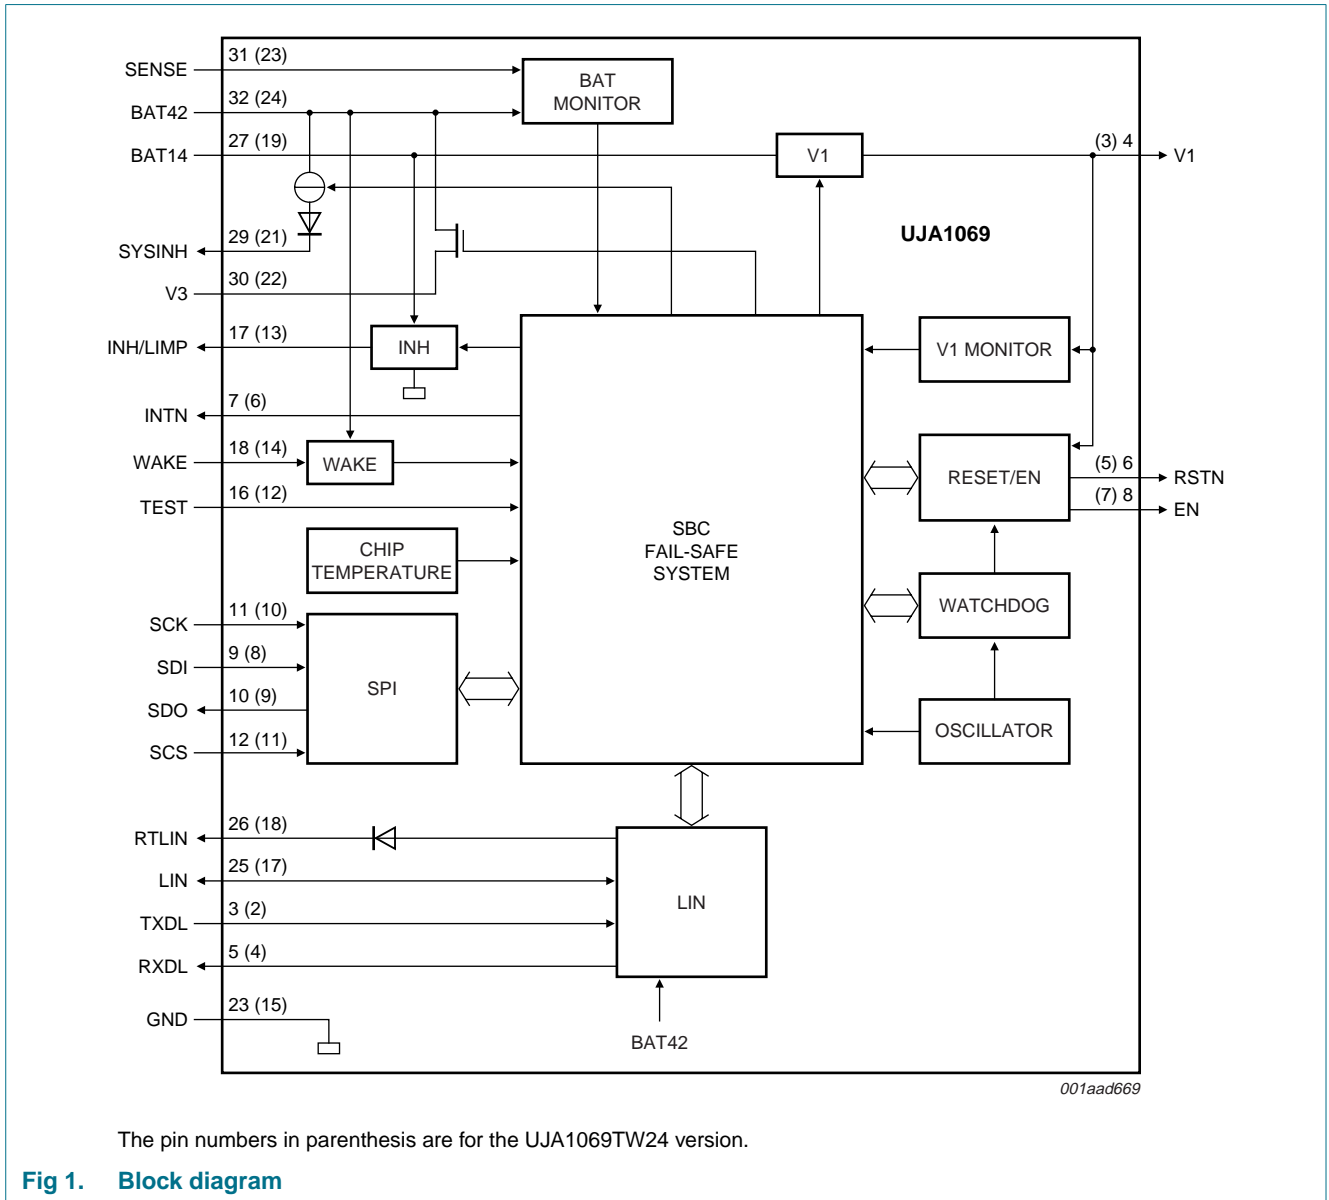 31 (23)
SENSE
BAT
MONITOR
32 (24)
BAT42
27 (19)
BAT14
V1
(3) 4
V1
UJA1069
29 (21)
SYSINH
30 (22)
V3
17 (13)
INH/LIMP
INH
V1 MONITOR
7 (6)
INTN
18 (14)
WAKE
WAKE
16 (12)
TEST
RESET/EN
(5) 6
RSTN
(7) 8
EN
SBC
FAIL-SAFE
SYSTEM
CHIP
TEMPERATURE
WATCHDOG
11 (10)
SCK
9 (8)
SDI
SPI
10 (9)
SDO
12 (11)
SCS
OSCILLATOR
26 (18)
RTLIN
25 (17)
LIN
LIN
3 (2)
TXDL
5 (4)
RXDL
23 (15)
GND
BAT42
001aad669
The pin numbers in parenthesis are for the UJA1069TW24 version.
Fig 1. Block diagram